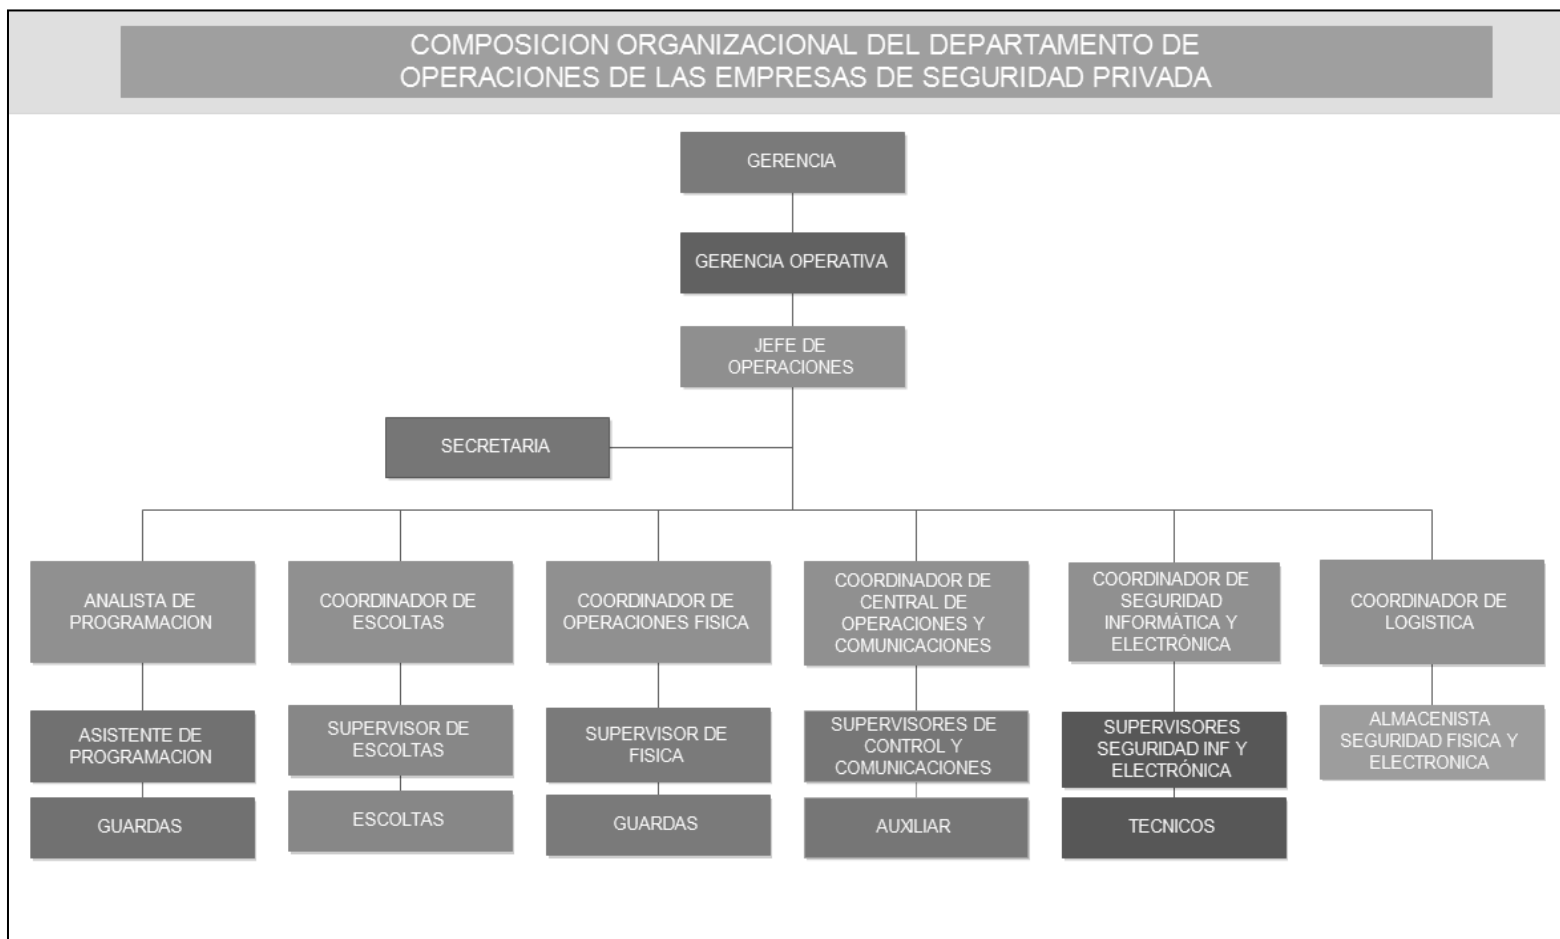 COMPOSICION ORGANIZACIONAL DEL DEPARTAMENTO DE
OPERACIONES DE LAS EMPRESAS DE SEGURIDAD PRIVADA
GERENCIA
GERENCIA OPERATIVA
JEFE DE
OPERACIONES
SECRETARIA
ANALISTA DE
PROGRAMACION
COORDINADOR DE
ESCOLTAS
COORDINADOR DE
OPERACIONES FISICA
COORDINADOR DE
CENTRAL DE
OPERACIONES Y
COMUNICACIONES
COORDINADOR DE
SEGURIDAD
INFORMÀTICA Y
ELECTRÓNICA
COORDINADOR DE
LOGISTICA
ASISTENTE DE
PROGRAMACION
SUPERVISOR DE
ESCOLTAS
SUPERVISOR DE
FISICA
SUPERVISORES DE
CONTROL Y
COMUNICACIONES
SUPERVISORES
SEGURIDAD INF Y
ELECTRÓNICA
ALMACENISTA
SEGURIDAD FISICA Y
ELECTRONICA
GUARDAS
ESCOLTAS
GUARDAS
AUXILIAR
TECNICOS